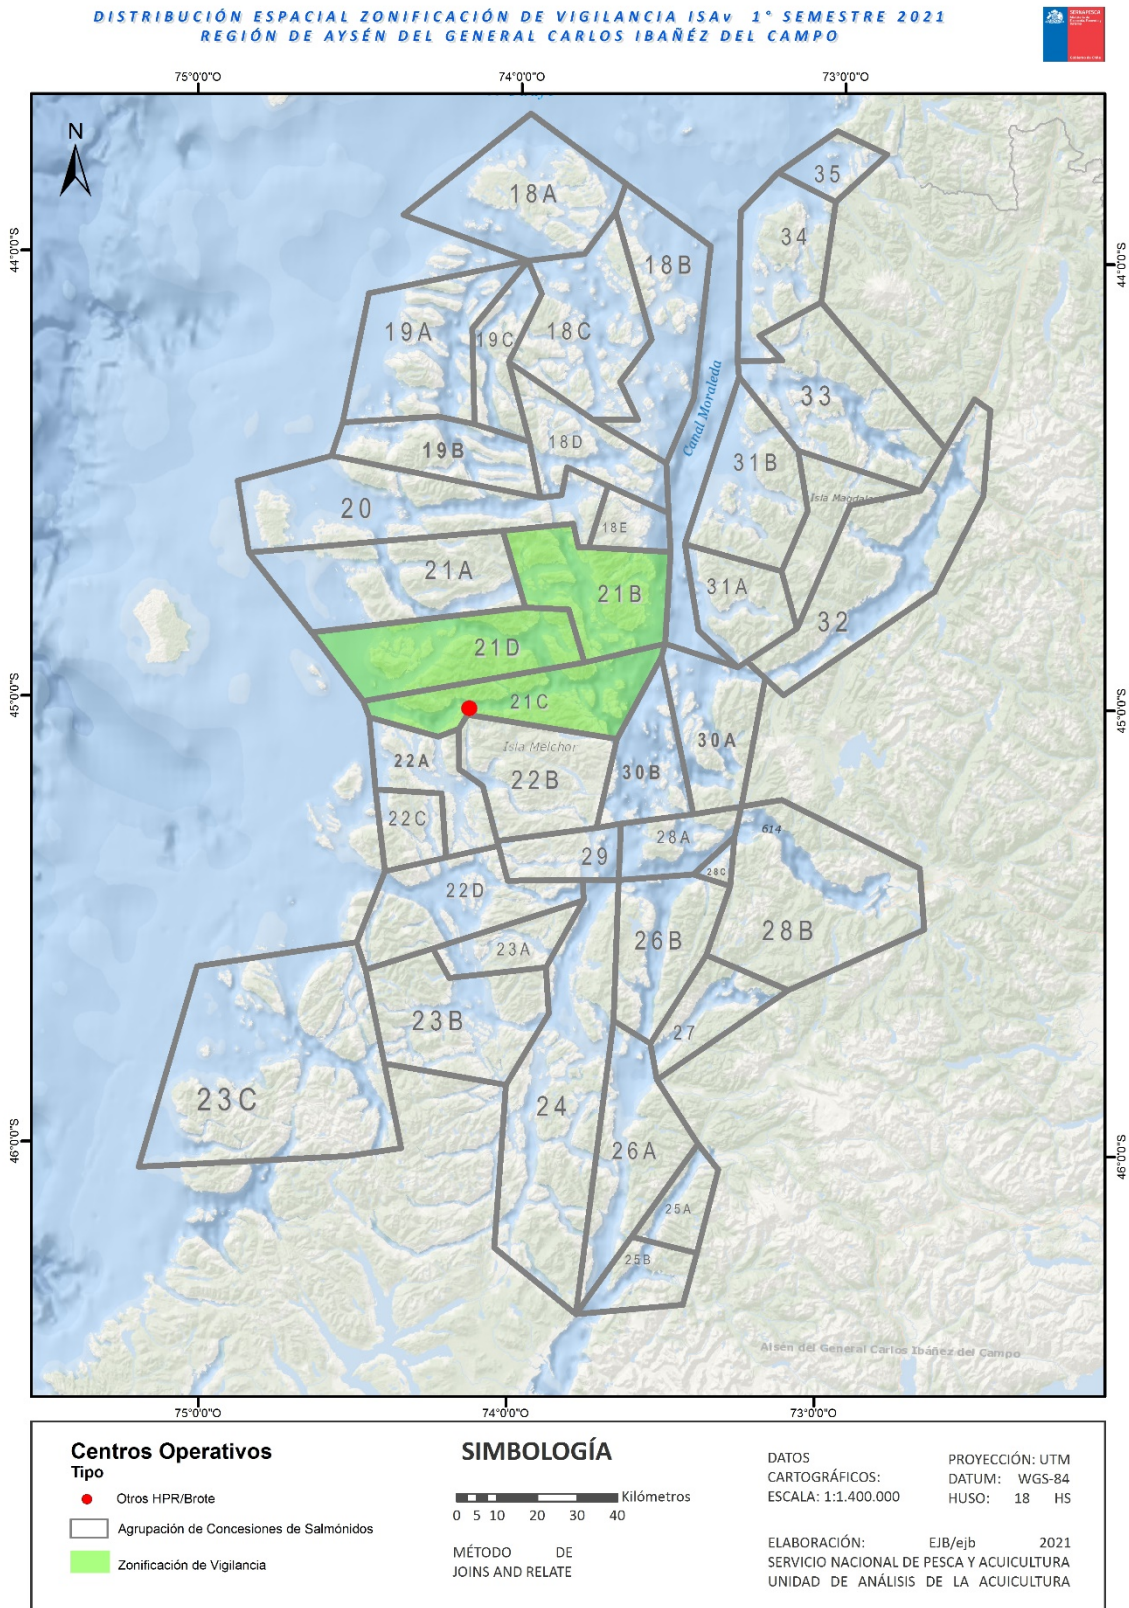 DISTRIBUCIÓN ESPACIAL ZONIFICACIÓN DE VIGILANCIA ISAv 1° SEMESTRE 2021
REGIÓN DE AYSÉN DEL GENERAL CARLOS IBAÑÉZ DEL CAMPO
SERNAPESCA
75°0'0"O
74°0'0"O
73°0'0"O
N
35
18A
34
44°0'0"S
44°0'0"S
18B
19A
19C
18C
Canal Moraleda
33
18D
19B
31B
Isla Magdalena
20
18E
21A
31A
21B
32
21D
45°0'0"S
21C
45°0'0"S
30A
Isla Melchor
22A
30B
22B
22C
28A
614
29
28C
22D
28B
26B
23A
23B
27
23C
24
46°0'0"S
26A
46°0'0"S
25A
25B
Aisén del General Carlos Ibáñez del Campo
75°0'0"O
74°0'0"O
73°0'0"O
Centros Operativos
Tipo
Otros HPR/Brote
Agrupación de Concesiones de Salmónidos
Zonificación de Vigilancia
SIMBOLOGÍA
Kilómetros
0 5 10 20 30 40
MÉTODO DE
JOINS AND RELATE
DATOS
CARTOGRÁFICOS:
ESCALA: 1:1.400.000
PROYECCIÓN: UTM
DATUM: WGS-84
HUSO: 18 HS
ELABORACIÓN: EJB/ejb 2021
SERVICIO NACIONAL DE PESCA Y ACUICULTURA
UNIDAD DE ANÁLISIS DE LA ACUICULTURA